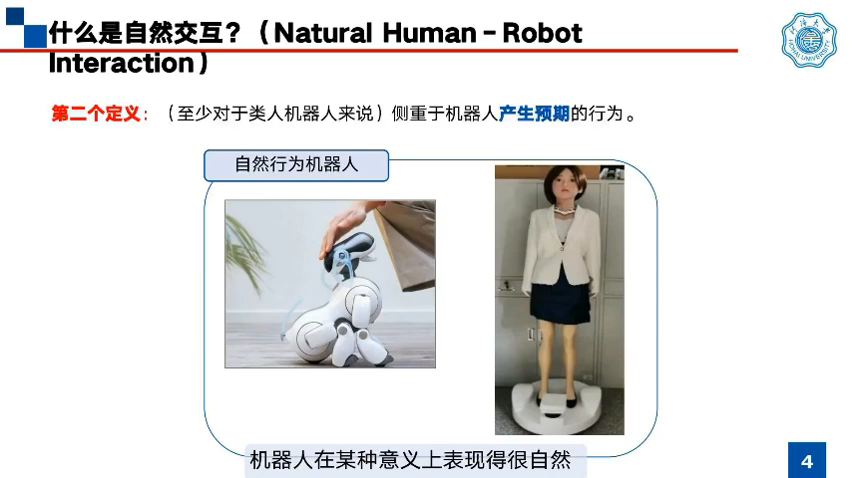 什么是自然交互？（Natural Human-Robot
Interaction）
第二个定义：（至少对于类人机器人来说）侧重于机器人产生预期的行为。
自然行为机器人
机器人在某种意义上表现得很自然
4